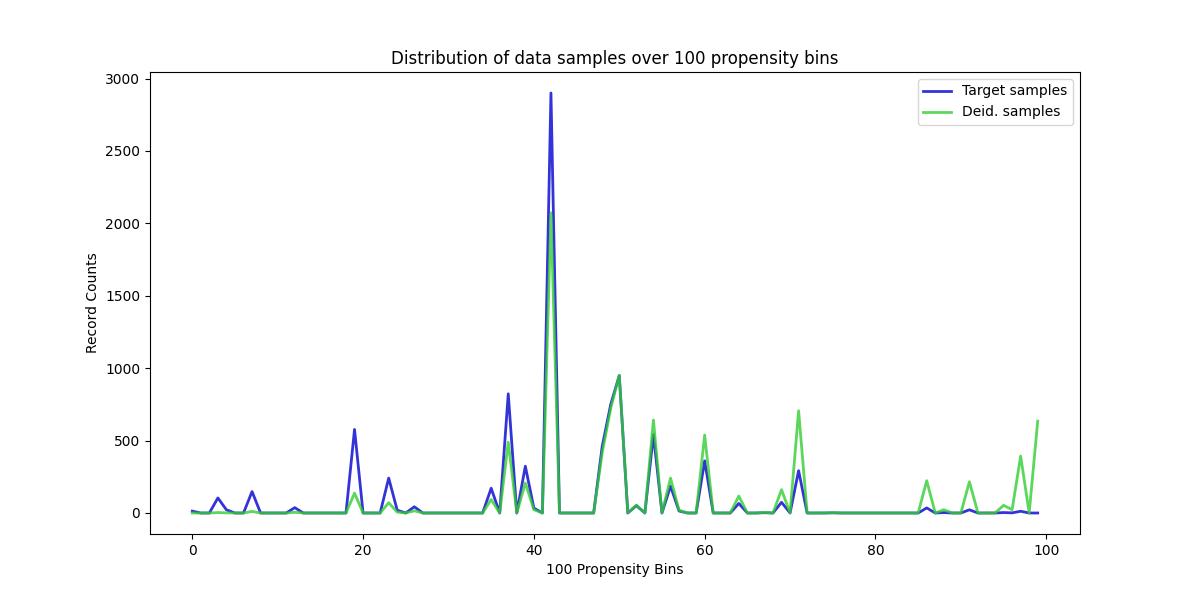 Distribution of data samples over 100 propensity bins
3000
2500
2000
1500
1000
500
0
Record Counts
Target samples
Deid. samples
0 20 40 60 80 100
100 Propensity Bins